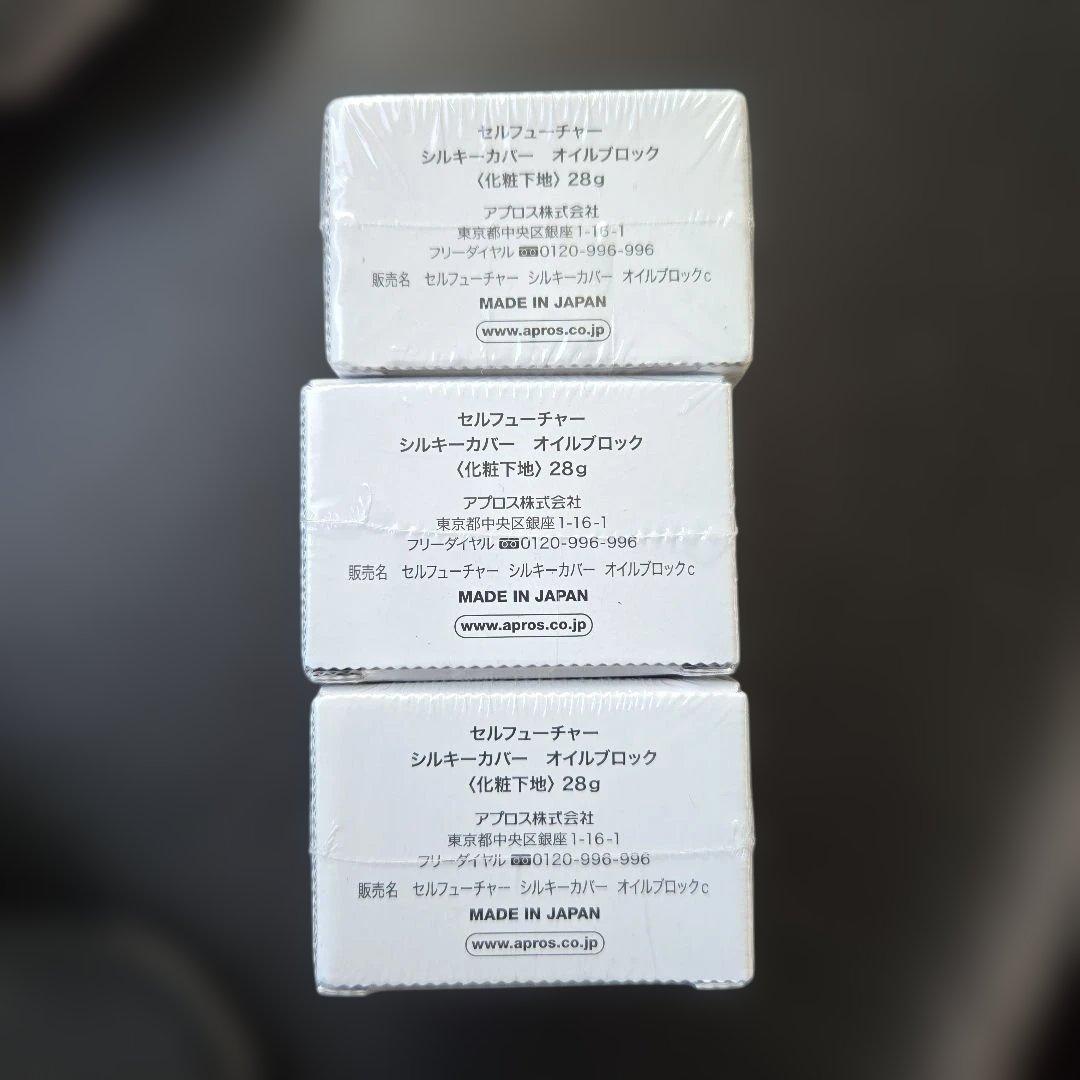 セルフューチャー
シルキーカバー　オイルブロック
〈化粧下地〉28g
アプロス株式会社
東京都中央区銀座1-16-1
フリーダイヤル 0120-996-996
販売名　セルフューチャー シルキーカバー オイルブロックc
MADE IN JAPAN
www.apros.co.jp
セルフューチャー
シルキーカバー　オイルブロック
〈化粧下地〉28g
アプロス株式会社
東京都中央区銀座1-16-1
フリーダイヤル 0120-996-996
販売名　セルフューチャー シルキーカバー オイルブロックc
MADE IN JAPAN
www.apros.co.jp
セルフューチャー
シルキーカバー　オイルブロック
〈化粧下地〉28g
アプロス株式会社
東京都中央区銀座1-16-1
フリーダイヤル 0120-996-996
販売名　セルフューチャー シルキーカバー オイルブロックc
MADE IN JAPAN
www.apros.co.jp